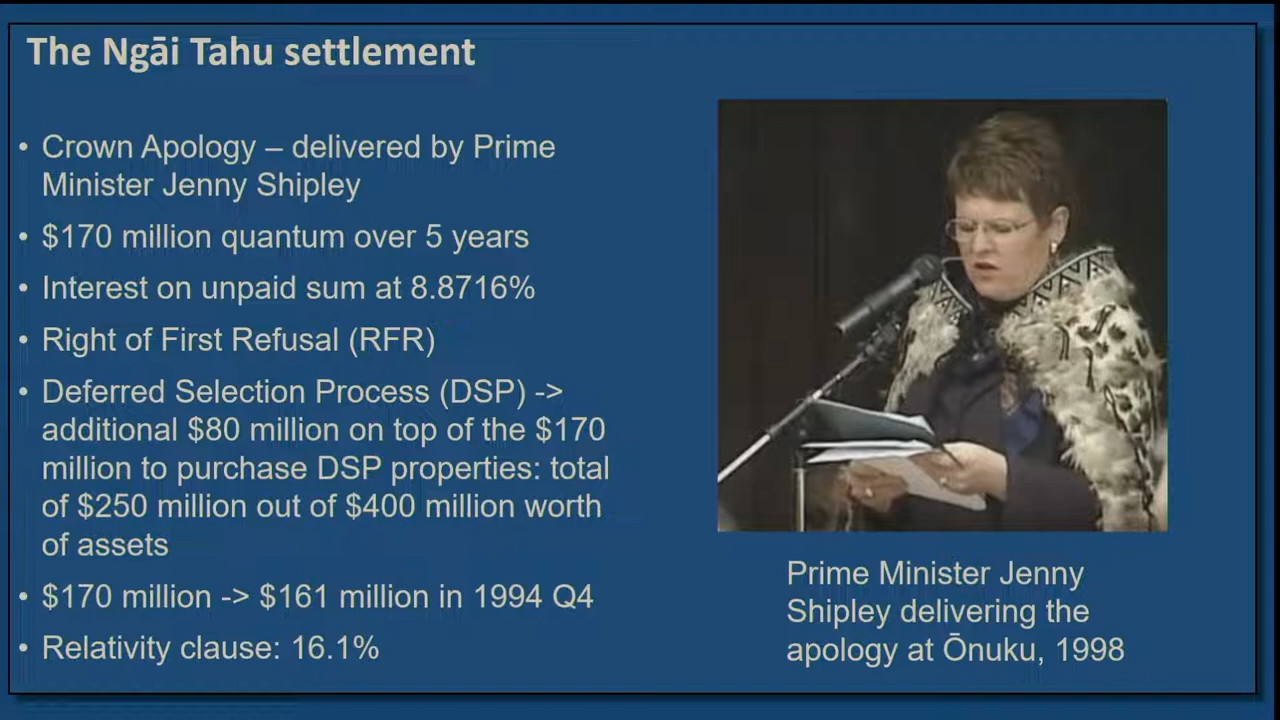 The Ngāi Tahu settlement
• Crown Apology – delivered by Prime
Minister Jenny Shipley
• $170 million quantum over 5 years
• Interest on unpaid sum at 8.8716%
• Right of First Refusal (RFR)
• Deferred Selection Process (DSP) ->
additional $80 million on top of the $170
million to purchase DSP properties: total
of $250 million out of $400 million worth
of assets
• $170 million -> $161 million in 1994 Q4
• Relativity clause: 16.1%
Prime Minister Jenny
Shipley delivering the
apology at Ōnuku, 1998